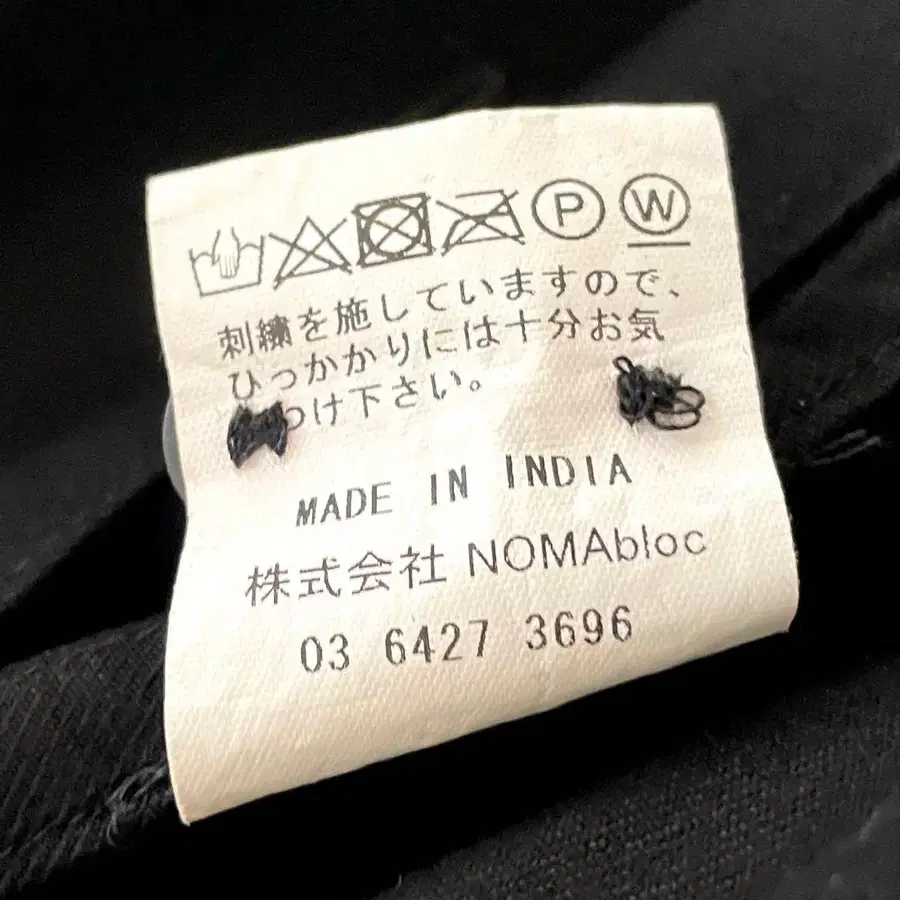 P W
刺繍を施していますので、
ひっかかりには十分お気
つけ下さい。
MADE IN INDIA
株式会社 NOMAbloc
03 6427 3696